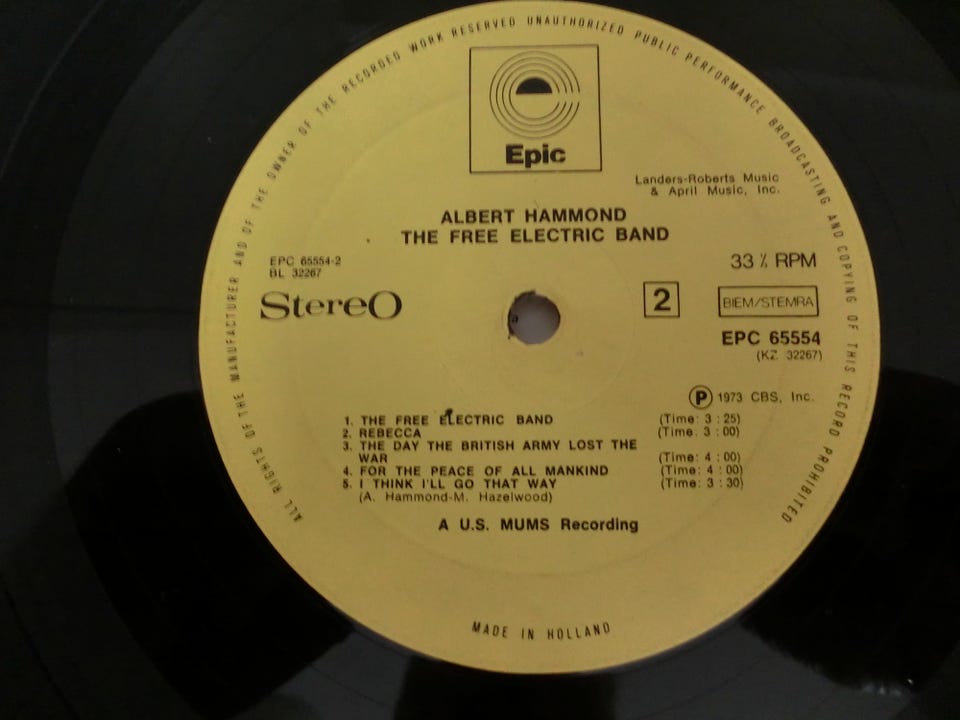 ALL RIGHTS OF THE MANUFACTURER AND OF THE OWNER OF THE RECORDED WORK RESERVED UNAUTHORIZED PUBLIC PERFORMANCE BROADCASTING AND COPYING OF THIS RECORD PROHIBITED
Epic
Landers-Roberts Music
& April Music, Inc.
ALBERT HAMMOND
THE FREE ELECTRIC BAND
EPC 65554-2
BL 32267
Stereo
33 ⅓ RPM
2
BIEM/STEMRA
EPC 65554
(KZ 32267)
Ⓟ 1973 CBS, Inc.
1. THE FREE ELECTRIC BAND (Time: 3 : 25)
2. REBECCA (Time: 3 : 00)
3. THE DAY THE BRITISH ARMY LOST THE
WAR (Time: 4 : 00)
4. FOR THE PEACE OF ALL MANKIND (Time: 4 : 00)
5. I THINK I'LL GO THAT WAY (Time: 3 : 30)
(A. Hammond-M. Hazelwood)
A U.S. MUMS Recording
MADE IN HOLLAND